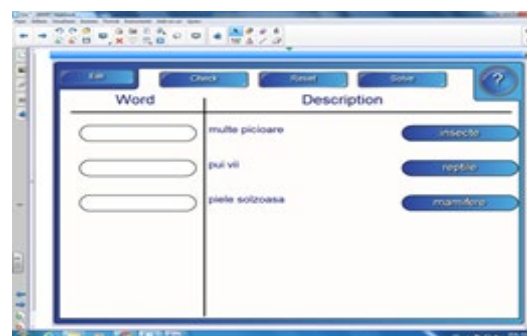 Edit Check Reset Solve ?
Word Description
multe picioare insecte
pui vii reptile
piele solzoasa mamifere